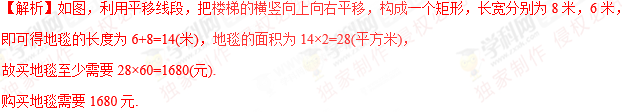 【解析】如图，利用平移线段，把楼梯的横竖向上向右平移，构成一个矩形，长宽分别为 8 米，6 米，
即可得地毯的长度为 6+8=14(米)，地毯的面积为 14×2=28(平方米)，
故买地毯至少需要 28×60=1680(元).
购买地毯需要 1680 元.